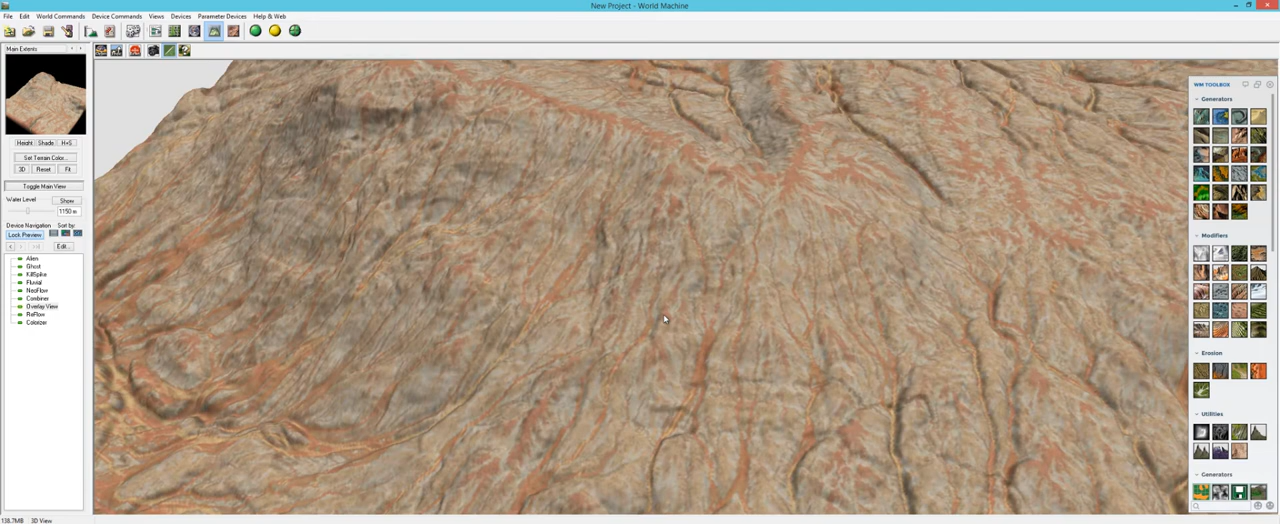 New Project - World Machine
File Edit World Commands Device Commands Views Devices Parameter Devices Help & Web
Main Extents
Height Shade H+S
Set Terrain Color...
3D Reset Fit
Toggle Main View
Water Level Show
1150 m
Device Navigation Sort by:
Lock Preview
Edit...
Alien
Ghost
KillSpike
Fluvial
NeoFlow
Combiner
Overlay View
ReFlow
Colorizer
WM TOOLBOX
Generators
Modifiers
Erosion
Utilities
Generators
138.7MB 3D View